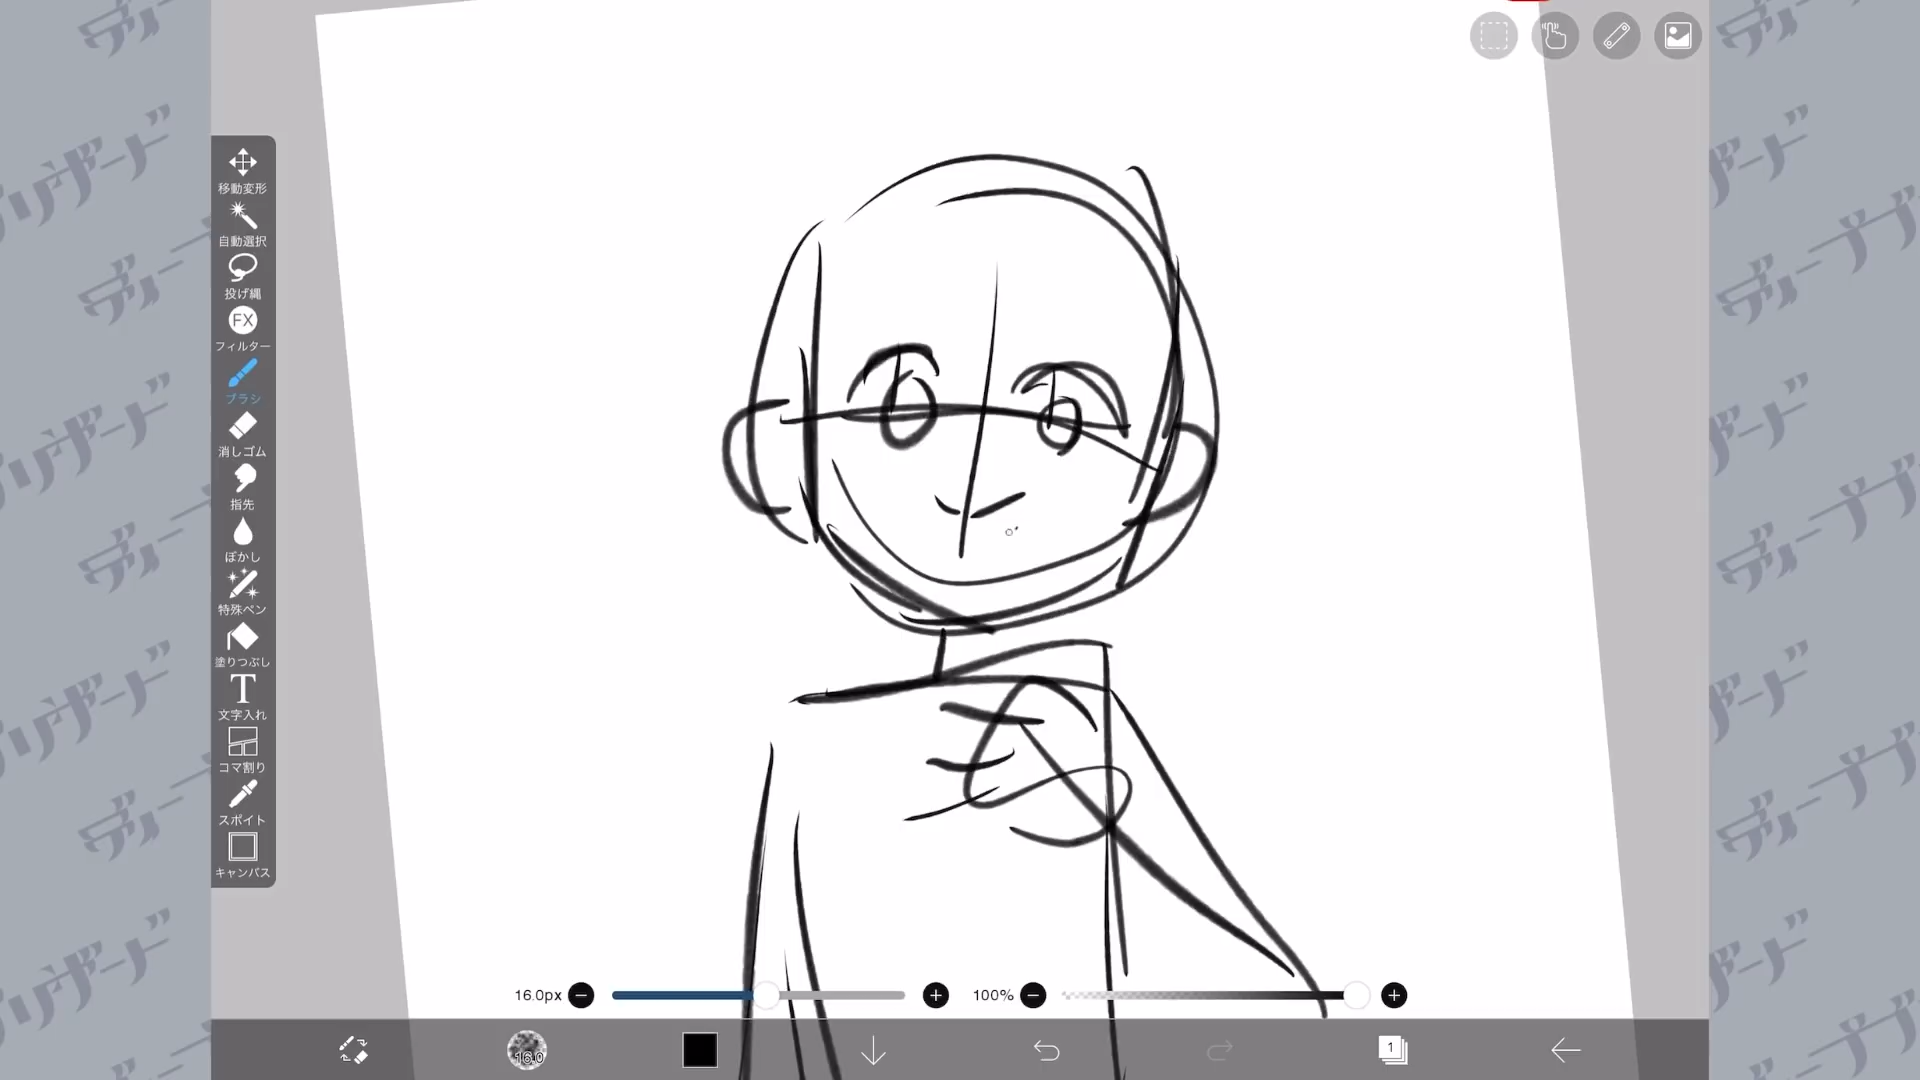 移動変形
自動選択
投げ縄
FX
フィルター
ブラシ
消しゴム
指先
ぼかし
特殊ペン
塗りつぶし
T
文字入れ
コマ割り
スポイト
キャンバス
16.0px
100%
16.0
1